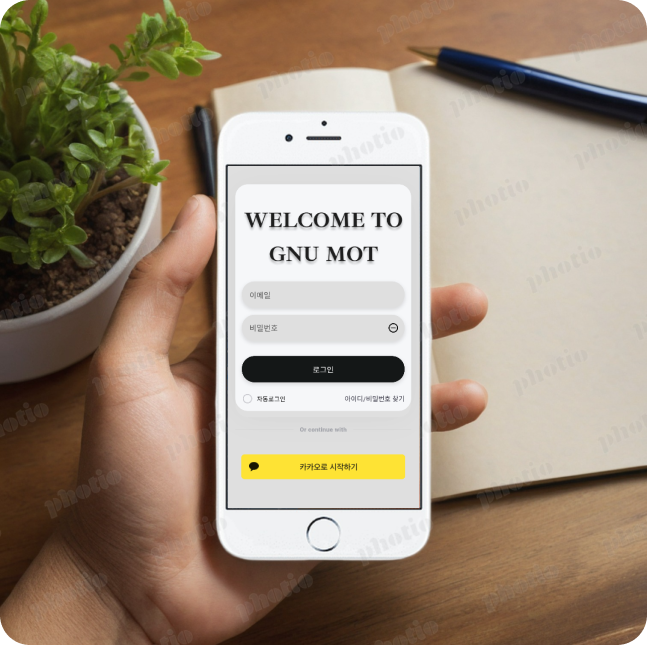 WELCOME TO
GNU MOT
이메일
비밀번호
로그인
자동로그인
아이디/비밀번호 찾기
Or continue with
카카오로 시작하기
photio